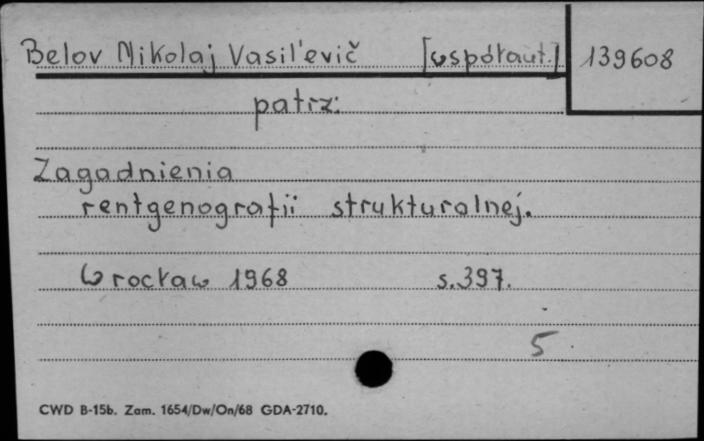 Belov Nikolaj Vasil'evič [współaut.] 139608
patrz:
Zagadnienia
rentgenografii strukturalnej.
Wrocław 1968 s.397.
5
CWD B-15b. Zam. 1654/Dw/On/68 GDA-2710.